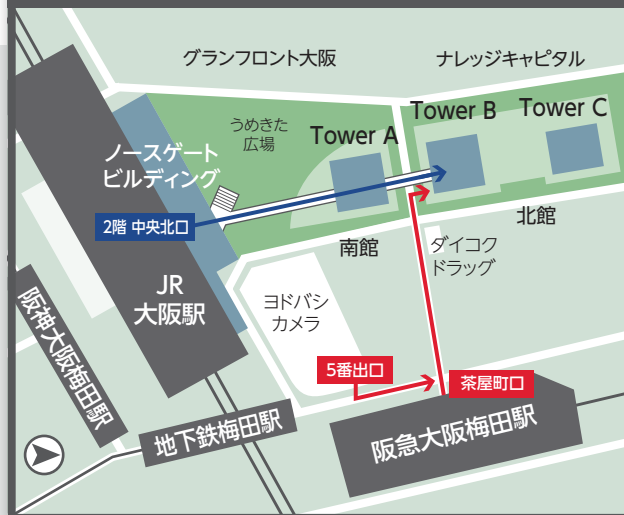 グランフロント大阪
ナレッジキャピタル
うめきた
広場
Tower A
Tower B
Tower C
ノースゲート
ビルディング
2階 中央北口
南館
北館
ダイコク
ドラッグ
JR
大阪駅
ヨドバシ
カメラ
阪神大阪梅田駅
5番出口
茶屋町口
地下鉄梅田駅
阪急大阪梅田駅